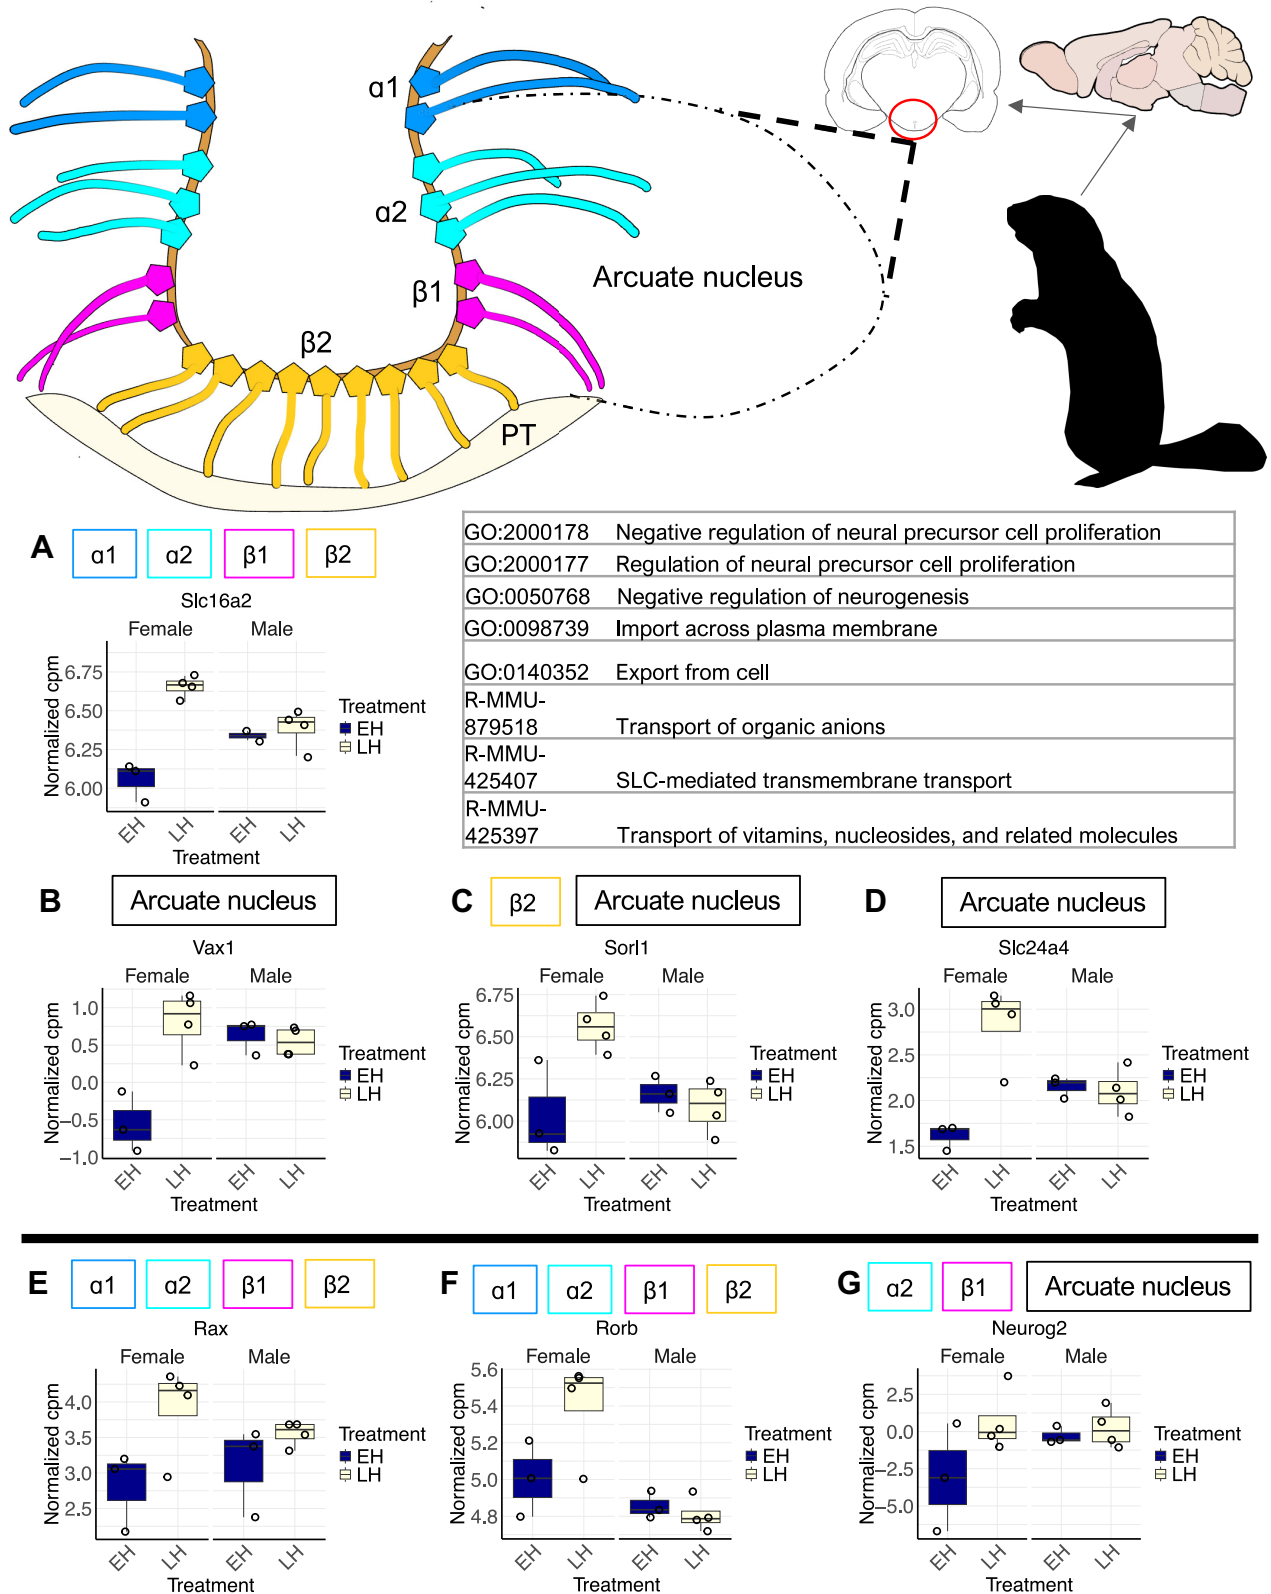 α1
α2
Arcuate nucleus
β1
β2
PT
A α1 α2 β1 β2
GO:2000178 Negative regulation of neural precursor cell proliferation
GO:2000177 Regulation of neural precursor cell proliferation
GO:0050768 Negative regulation of neurogenesis
GO:0098739 Import across plasma membrane
GO:0140352 Export from cell
R-MMU-
879518 Transport of organic anions
R-MMU-
425407 SLC-mediated transmembrane transport
R-MMU-
425397 Transport of vitamins, nucleosides, and related molecules
Slc16a2
Female Male
Normalized cpm
6.75
6.50
6.25
6.00
EH LH EH LH
Treatment
Treatment
EH
LH
B Arcuate nucleus
Vax1
Female Male
Normalized cpm
1.0
0.5
0.0
−0.5
−1.0
EH LH EH LH
Treatment
Treatment
EH
LH
C β2 Arcuate nucleus
Sorl1
Female Male
Normalized cpm
6.75
6.50
6.25
6.00
EH LH EH LH
Treatment
Treatment
EH
LH
D Arcuate nucleus
Slc24a4
Female Male
Normalized cpm
3.0
2.5
2.0
1.5
EH LH EH LH
Treatment
Treatment
EH
LH
E α1 α2 β1 β2
Rax
Female Male
Normalized cpm
4.0
3.5
3.0
2.5
EH LH EH LH
Treatment
Treatment
EH
LH
F α1 α2 β1 β2
Rorb
Female Male
Normalized cpm
5.6
5.4
5.2
5.0
4.8
EH LH EH LH
Treatment
Treatment
EH
LH
G α2 β1 Arcuate nucleus
Neurog2
Female Male
Normalized cpm
2.5
0.0
−2.5
−5.0
EH LH EH LH
Treatment
Treatment
EH
LH